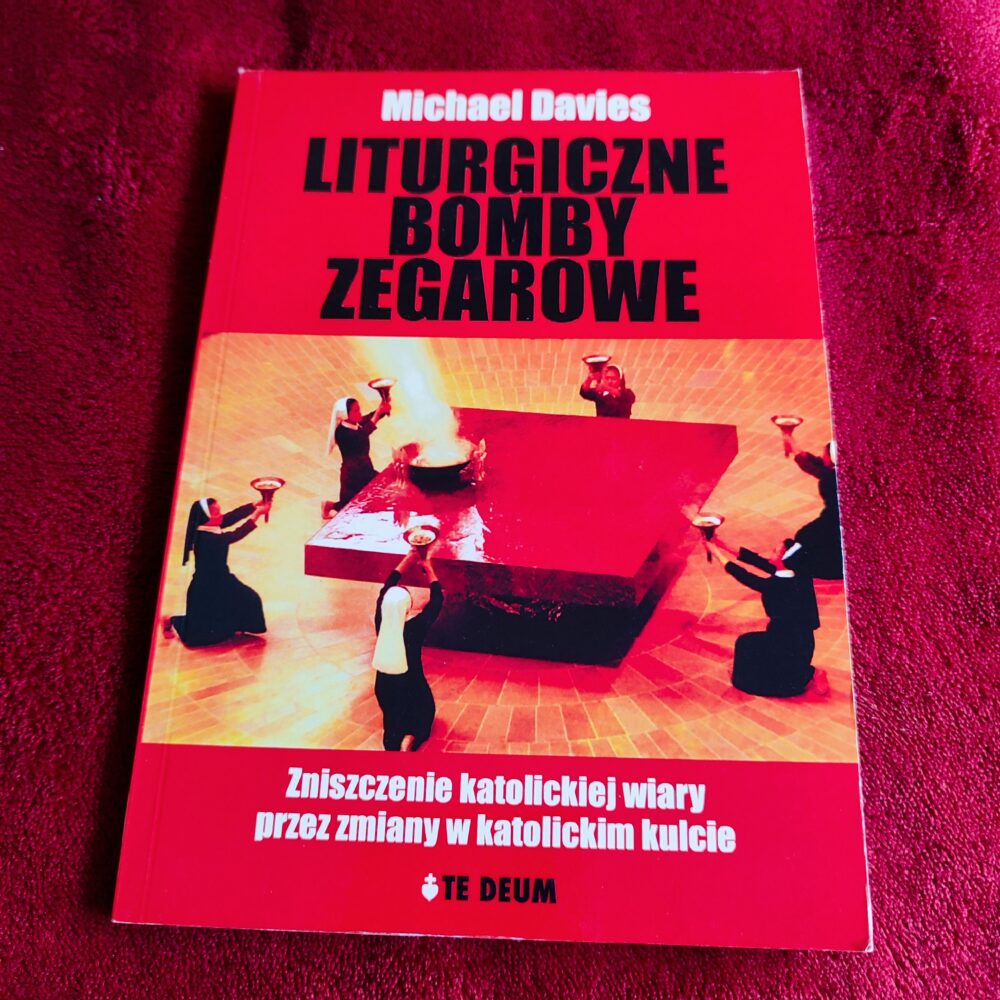 Michael Davies
LITURGICZNE
BOMBY
ZEGAROWE
Zniszczenie katolickiej wiary
przez zmiany w katolickim kulcie
TE DEUM